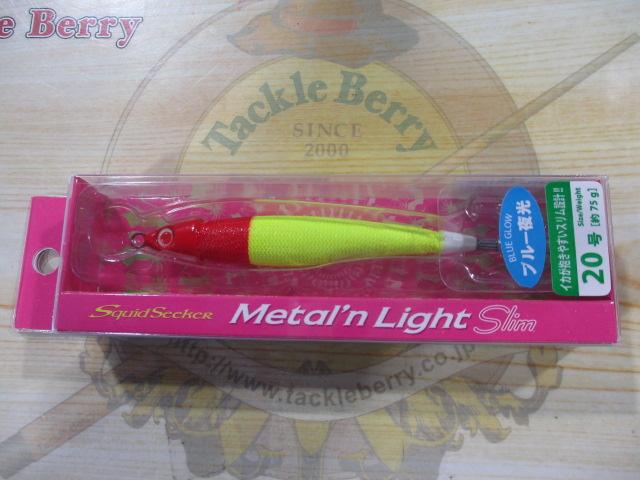 e Berry
Tackle Berry
SINCE
2000
BLUE GLOW
ブルー夜光
イカが抱きやすいスリム設計!!
Size/Weight
20号 [約75g]
SquidSeeker
Metal'n Light Slim
http://www.tackleberry.co.jp